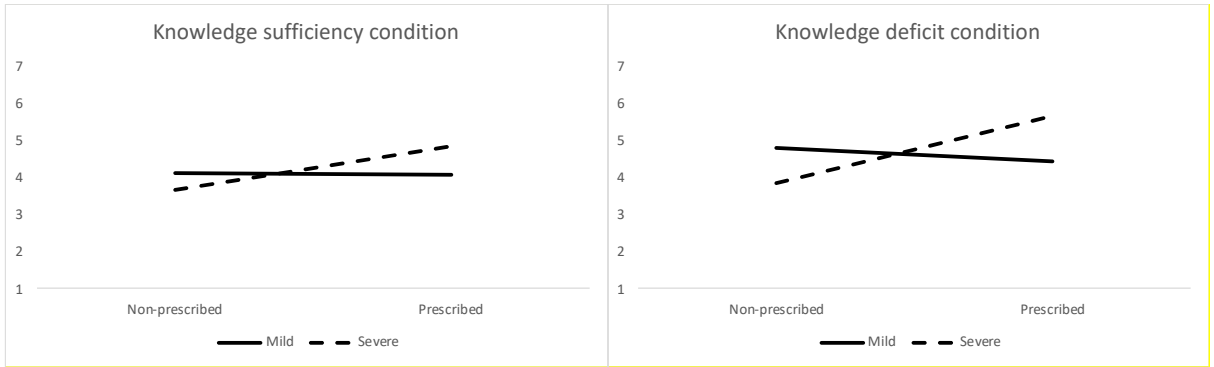 Knowledge sufficiency condition
7
6
5
4
3
2
1
Non-prescribed Prescribed
Mild Severe
Knowledge deficit condition
7
6
5
4
3
2
1
Non-prescribed Prescribed
Mild Severe